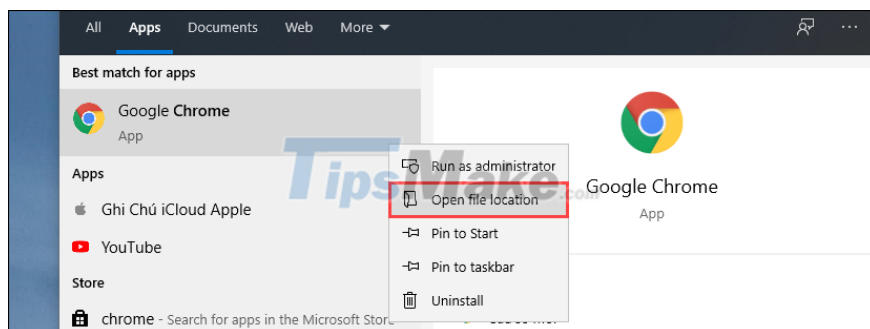 All Apps Documents Web More
Best match for apps
Google Chrome
App
Apps
Ghi Chú iCloud Apple
YouTube
Store
chrome - Search for apps in the Microsoft Store
Run as administrator
Open file location
Pin to Start
Pin to taskbar
Uninstall
TipsMake.com
Google Chrome
App